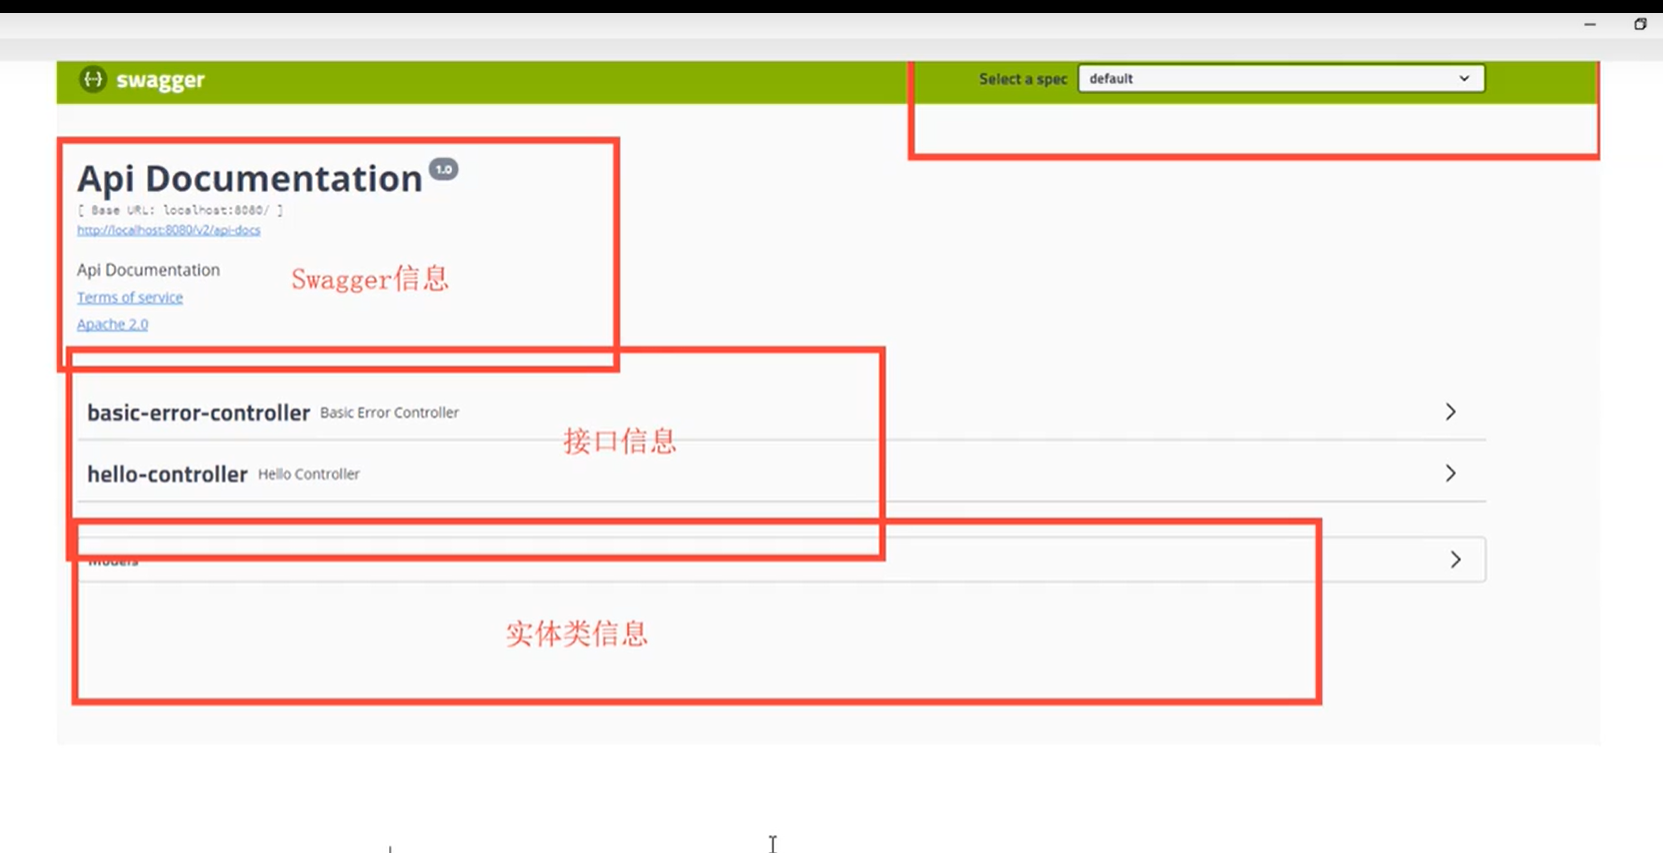 swagger
Select a spec default
Api Documentation 1.0
[ Base URL: localhost:8080/ ]
http://localhost:8080/v2/api-docs
Api Documentation
Swagger信息
Terms of service
Apache 2.0
basic-error-controller Basic Error Controller
接口信息
hello-controller Hello Controller
Models
实体类信息